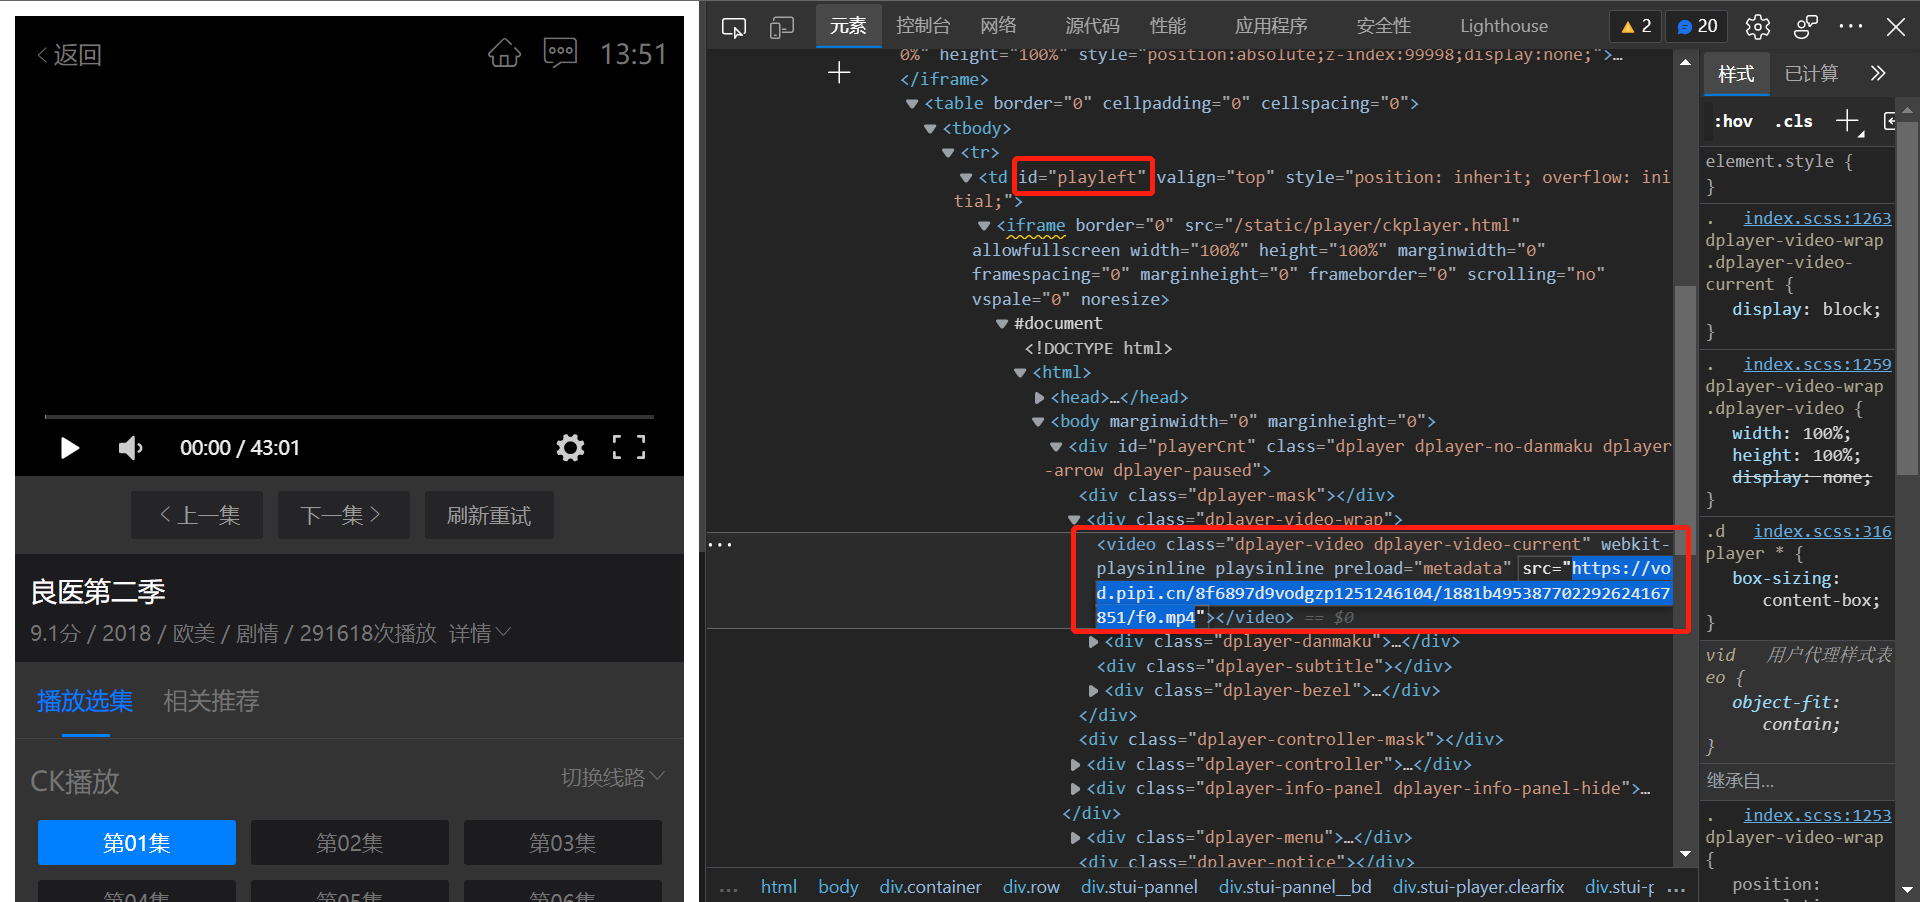 返回
13:51
00:00 / 43:01
上一集
下一集
刷新重试
良医第二季
9.1分 / 2018 / 欧美 / 剧情 / 291618次播放 详情
播放选集 相关推荐
CK播放
切换线路
第01集
第02集
第03集
第04集
第05集
第06集
元素 控制台 网络 源代码 性能 应用程序 安全性 Lighthouse 2 20
0%" height="100%" style="position:absolute;z-index:99998;display:none;">…
</iframe>
<table border="0" cellpadding="0" cellspacing="0">
<tbody>
<tr>
<td id="playleft" valign="top" style="position: inherit; overflow: ini
tial;">
<iframe border="0" src="/static/player/ckplayer.html"
allowfullscreen width="100%" height="100%" marginwidth="0"
framespacing="0" marginheight="0" frameborder="0" scrolling="no"
vspale="0" noresize>
#document
<!DOCTYPE html>
<html>
<head>…</head>
<body marginwidth="0" marginheight="0">
<div id="playerCnt" class="dplayer dplayer-no-danmaku dplayer
-arrow dplayer-paused">
<div class="dplayer-mask"></div>
<div class="dplayer-video-wrap">
<video class="dplayer-video dplayer-video-current" webkit-
playsinline playsinline preload="metadata" src="https://vo
d.pipi.cn/8f6897d9vodgzp1251246104/1881b495387702292624167
851/f0.mp4"></video> == $0
<div class="dplayer-danmaku">…</div>
<div class="dplayer-subtitle"></div>
<div class="dplayer-bezel">…</div>
</div>
<div class="dplayer-controller-mask"></div>
<div class="dplayer-controller">…</div>
<div class="dplayer-info-panel dplayer-info-panel-hide">…
</div>
<div class="dplayer-menu">…</div>
<div class="dplayer-notice"></div>
... html body div.container div.row div.stui-pannel div.stui-pannel__bd div.stui-player.clearfix div.stui-p ...
样式 已计算
:hov .cls
element.style {
}
. index.scss:1263
dplayer-video-wrap
.dplayer-video-
current {
display: block;
}
. index.scss:1259
dplayer-video-wrap
.dplayer-video {
width: 100%;
height: 100%;
display: none;
}
.d index.scss:316
player * {
box-sizing:
content-box;
}
vid 用户代理样式表
eo {
object-fit:
contain;
}
继承自…
. index.scss:1253
dplayer-video-wrap
{
position: